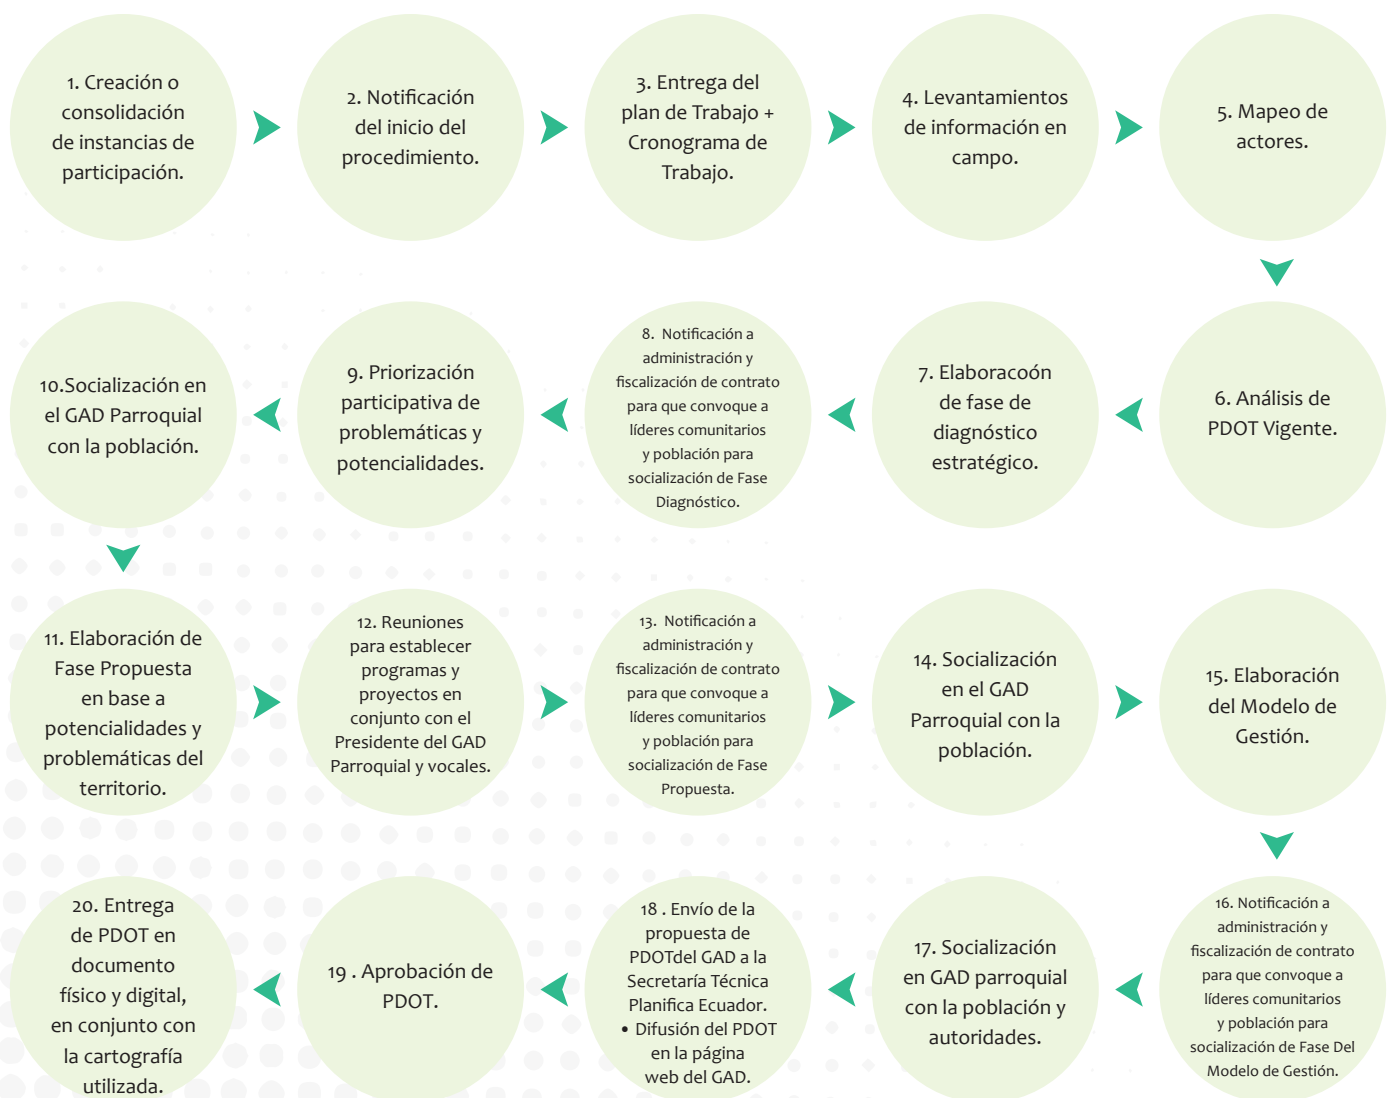 1. Creación o
consolidación
de instancias de
participación.
2. Notificación
del inicio del
procedimiento.
3. Entrega del
plan de Trabajo +
Cronograma de
Trabajo.
4. Levantamientos
de información en
campo.
5. Mapeo de
actores.
6. Análisis de
PDOT Vigente.
7. Elaboracoón
de fase de
diagnóstico
estratégico.
8. Notificación a
administración y
fiscalización de contrato
para que convoque a
líderes comunitarios
y población para
socialización de Fase
Diagnóstico.
9. Priorización
participativa de
problemáticas y
potencialidades.
10.Socialización en
el GAD Parroquial
con la población.
11. Elaboración de
Fase Propuesta
en base a
potencialidades y
problemáticas del
territorio.
12. Reuniones
para establecer
programas y
proyectos en
conjunto con el
Presidente del GAD
Parroquial y vocales.
13. Notificación a
administración y
fiscalización de contrato
para que convoque a
líderes comunitarios
y población para
socialización de Fase
Propuesta.
14. Socialización
en el GAD
Parroquial con la
población.
15. Elaboración
del Modelo de
Gestión.
16. Notificación a
administración y
fiscalización de contrato
para que convoque a
líderes comunitarios
y población para
socialización de Fase Del
Modelo de Gestión.
17. Socialización
en GAD parroquial
con la población y
autoridades.
18 . Envío de la
propuesta de
PDOTdel GAD a la
Secretaría Técnica
Planifica Ecuador.
• Difusión del PDOT
en la página
web del GAD.
19 . Aprobación de
PDOT.
20. Entrega
de PDOT en
documento
físico y digital,
en conjunto con
la cartografía
utilizada.